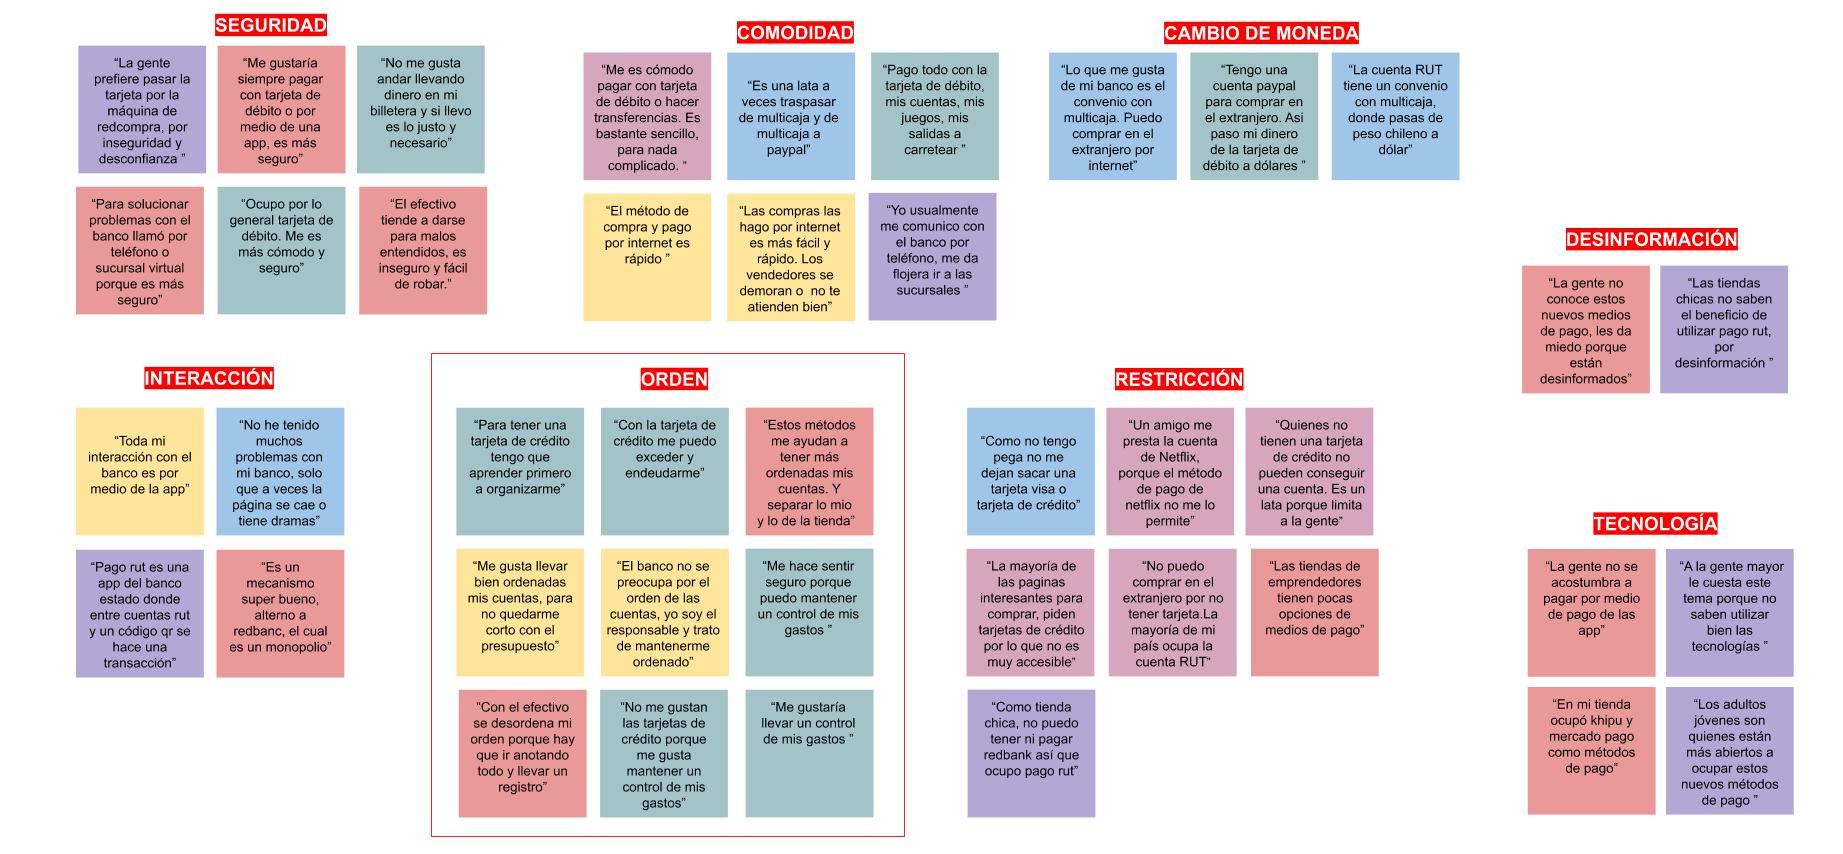 SEGURIDAD
“La gente
prefiere pasar la
tarjeta por la
máquina de
redcompra, por
inseguridad y
desconfianza ”
“Me gustaría
siempre pagar
con tarjeta de
débito o por
medio de una
app, es más
seguro”
“No me gusta
andar llevando
dinero en mi
billetera y si llevo
es lo justo y
necesario”
“Para solucionar
problemas con el
banco llamó por
teléfono o
sucursal virtual
porque es más
seguro”
“Ocupo por lo
general tarjeta de
débito. Me es
más cómodo y
seguro”
“El efectivo
tiende a darse
para malos
entendidos, es
inseguro y fácil
de robar.”
COMODIDAD
“Me es cómodo
pagar con tarjeta
de débito o hacer
transferencias. Es
bastante sencillo,
para nada
complicado. “
“Es una lata a
veces traspasar
de multicaja y de
multicaja a
paypal”
“Pago todo con la
tarjeta de débito,
mis cuentas, mis
juegos, mis
salidas a
carretear ”
“El método de
compra y pago
por internet es
rápido ”
“Las compras las
hago por internet
es más fácil y
rápido. Los
vendedores se
demoran o  no te
atienden bien”
“Yo usualmente
me comunico con
el banco por
teléfono, me da
flojera ir a las
sucursales ”
CAMBIO DE MONEDA
“Lo que me gusta
de mi banco es el
convenio con
multicaja. Puedo
comprar en el
extranjero por
internet”
“Tengo una
cuenta paypal
para comprar en
el extranjero. Asi
paso mi dinero
de la tarjeta de
débito a dólares ”
“La cuenta RUT
tiene un convenio
con multicaja,
donde pasas de
peso chileno a
dólar”
DESINFORMACIÓN
“La gente no
conoce estos
nuevos medios
de pago, les da
miedo porque
están
desinformados”
“Las tiendas
chicas no saben
el beneficio de
utilizar pago rut,
por
desinformación ”
INTERACCIÓN
“Toda mi
interacción con el
banco es por
medio de la app”
“No he tenido
muchos
problemas con
mi banco, solo
que a veces la
página se cae o
tiene dramas”
“Pago rut es una
app del banco
estado donde
entre cuentas rut
y un código qr se
hace una
transacción”
“Es un
mecanismo
super bueno,
alterno a
redbanc, el cual
es un monopolio”
ORDEN
“Para tener una
tarjeta de crédito
tengo que
aprender primero
a organizarme”
“Con la tarjeta de
crédito me puedo
exceder y
endeudarme”
“Estos métodos
me ayudan a
tener más
ordenadas mis
cuentas. Y
separar lo mio
y lo de la tienda”
“Me gusta llevar
bien ordenadas
mis cuentas, para
no quedarme
corto con el
presupuesto”
“El banco no se
preocupa por el
orden de las
cuentas, yo soy el
responsable y trato
de mantenerme
ordenado”
“Me hace sentir
seguro porque
puedo mantener
un control de mis
gastos ”
“Con el efectivo
se desordena mi
orden porque hay
que ir anotando
todo y llevar un
registro”
“No me gustan
las tarjetas de
crédito porque
me gusta
mantener un
control de mis
gastos”
“Me gustaría
llevar un control
de mis gastos ”
RESTRICCIÓN
“Como no tengo
pega no me
dejan sacar una
tarjeta visa o
tarjeta de crédito”
“Un amigo me
presta la cuenta
de Netflix,
porque el método
de pago de
netflix no me lo
permite”
“Quienes no
tienen una tarjeta
de crédito no
pueden conseguir
una cuenta. Es un
lata porque limita
a la gente“
“La mayoría de
las paginas
interesantes para
comprar, piden
tarjetas de crédito
por lo que no es
muy accesible”
“No puedo
comprar en el
extranjero por no
tener tarjeta.La
mayoría de mi
país ocupa la
cuenta RUT“
“Las tiendas de
emprendedores
tienen pocas
opciones de
medios de pago”
“Como tienda
chica, no puedo
tener ni pagar
redbank así que
ocupo pago rut”
TECNOLOGÍA
“La gente no se
acostumbra a
pagar por medio
de pago de las
app”
“A la gente mayor
le cuesta este
tema porque no
saben utilizar
bien las
tecnologías ”
“En mi tienda
ocupó khipu y
mercado pago
como métodos
de pago”
“Los adultos
jóvenes son
quienes están
más abiertos a
ocupar estos
nuevos métodos
de pago ”